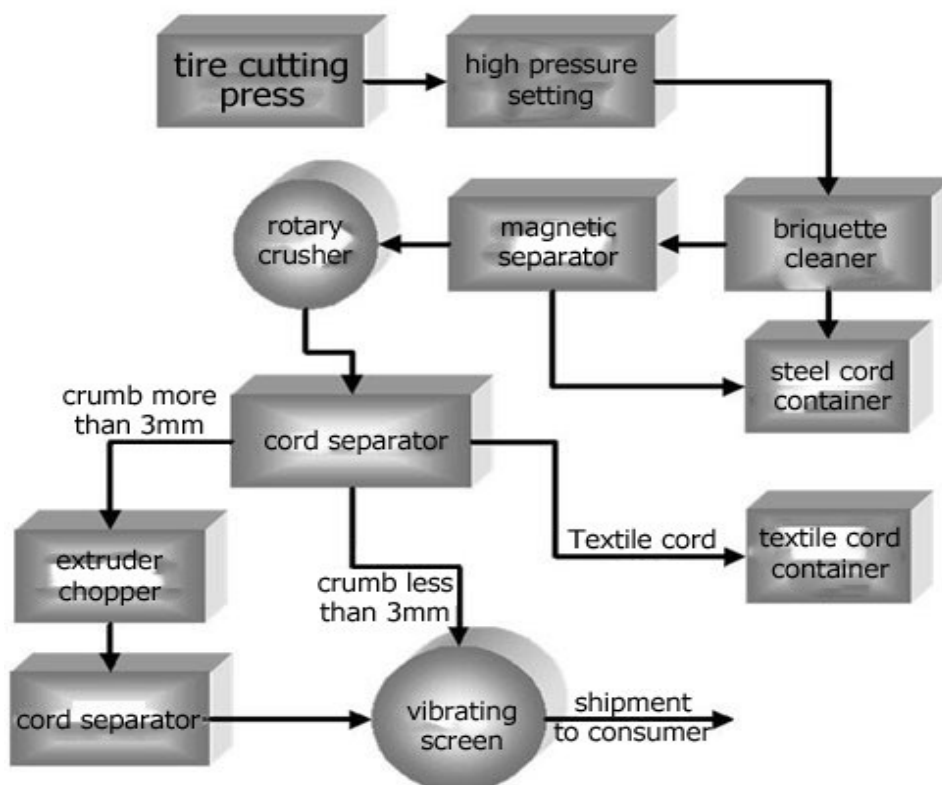 tire cutting
press
high pressure
setting
rotary
crusher
magnetic
separator
briquette
cleaner
steel cord
container
crumb more
than 3mm
cord separator
extruder
chopper
crumb less
than 3mm
Textile cord
textile cord
container
cord separator
vibrating
screen
shipment
to consumer